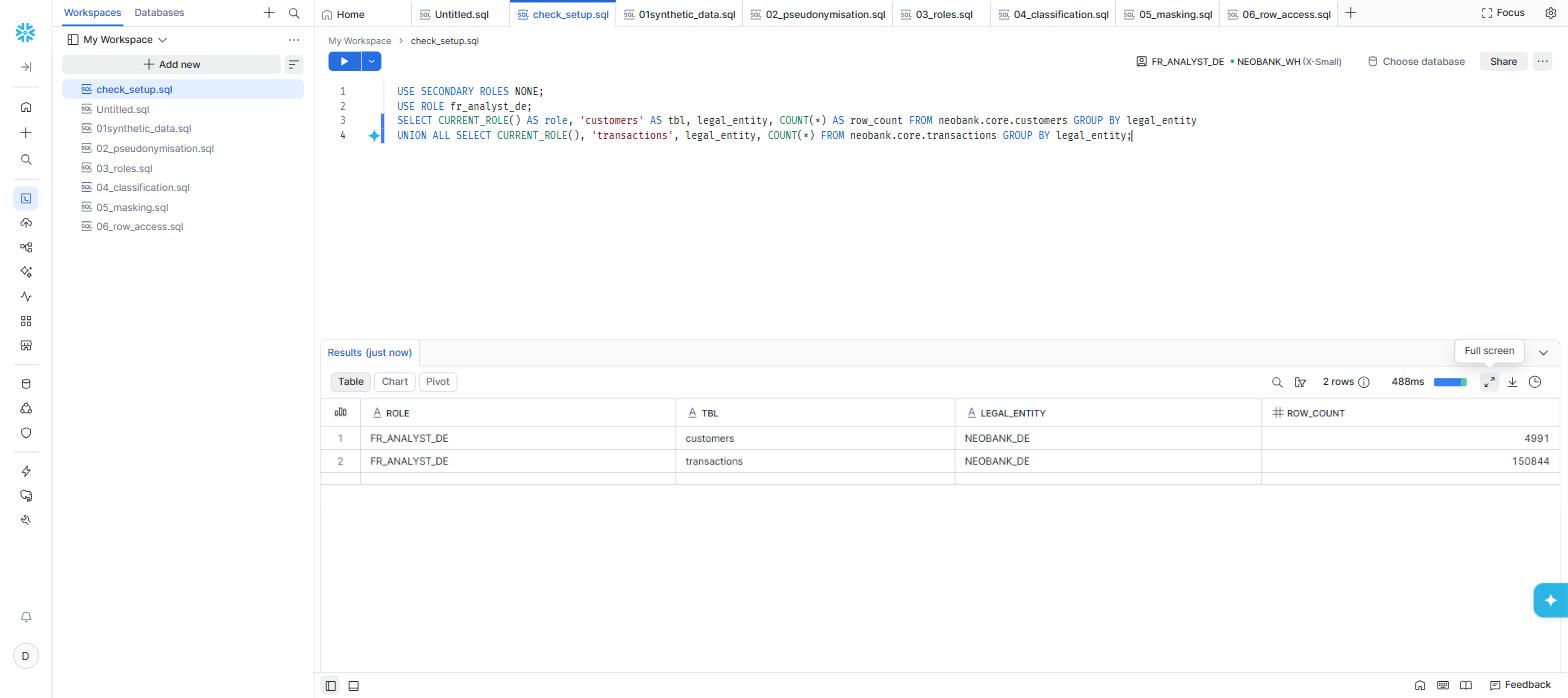 Workspaces Databases
My Workspace
Add new
check_setup.sql
Untitled.sql
01synthetic_data.sql
02_pseudonymisation.sql
03_roles.sql
04_classification.sql
05_masking.sql
06_row_access.sql
D
Home Untitled.sql check_setup.sql 01synthetic_data.sql 02_pseudonymisation.sql 03_roles.sql 04_classification.sql 05_masking.sql 06_row_access.sql Focus
My Workspace > check_setup.sql
FR_ANALYST_DE • NEOBANK_WH (X-Small) Choose database Share
1 USE SECONDARY ROLES NONE;
2 USE ROLE fr_analyst_de;
3 SELECT CURRENT_ROLE() AS role, 'customers' AS tbl, legal_entity, COUNT(*) AS row_count FROM neobank.core.customers GROUP BY legal_entity
4 UNION ALL SELECT CURRENT_ROLE(), 'transactions', legal_entity, COUNT(*) FROM neobank.core.transactions GROUP BY legal_entity;
Results (just now) Full screen
Table Chart Pivot 2 rows 488ms
ROLE TBL LEGAL_ENTITY ROW_COUNT
1 FR_ANALYST_DE customers NEOBANK_DE 4991
2 FR_ANALYST_DE transactions NEOBANK_DE 150844
Feedback